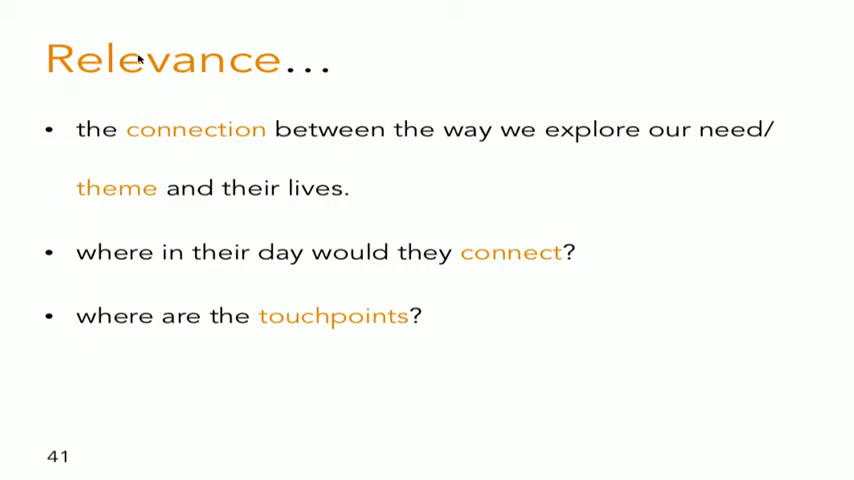 Relevance...
• the connection between the way we explore our need/
theme and their lives.
• where in their day would they connect?
• where are the touchpoints?
41